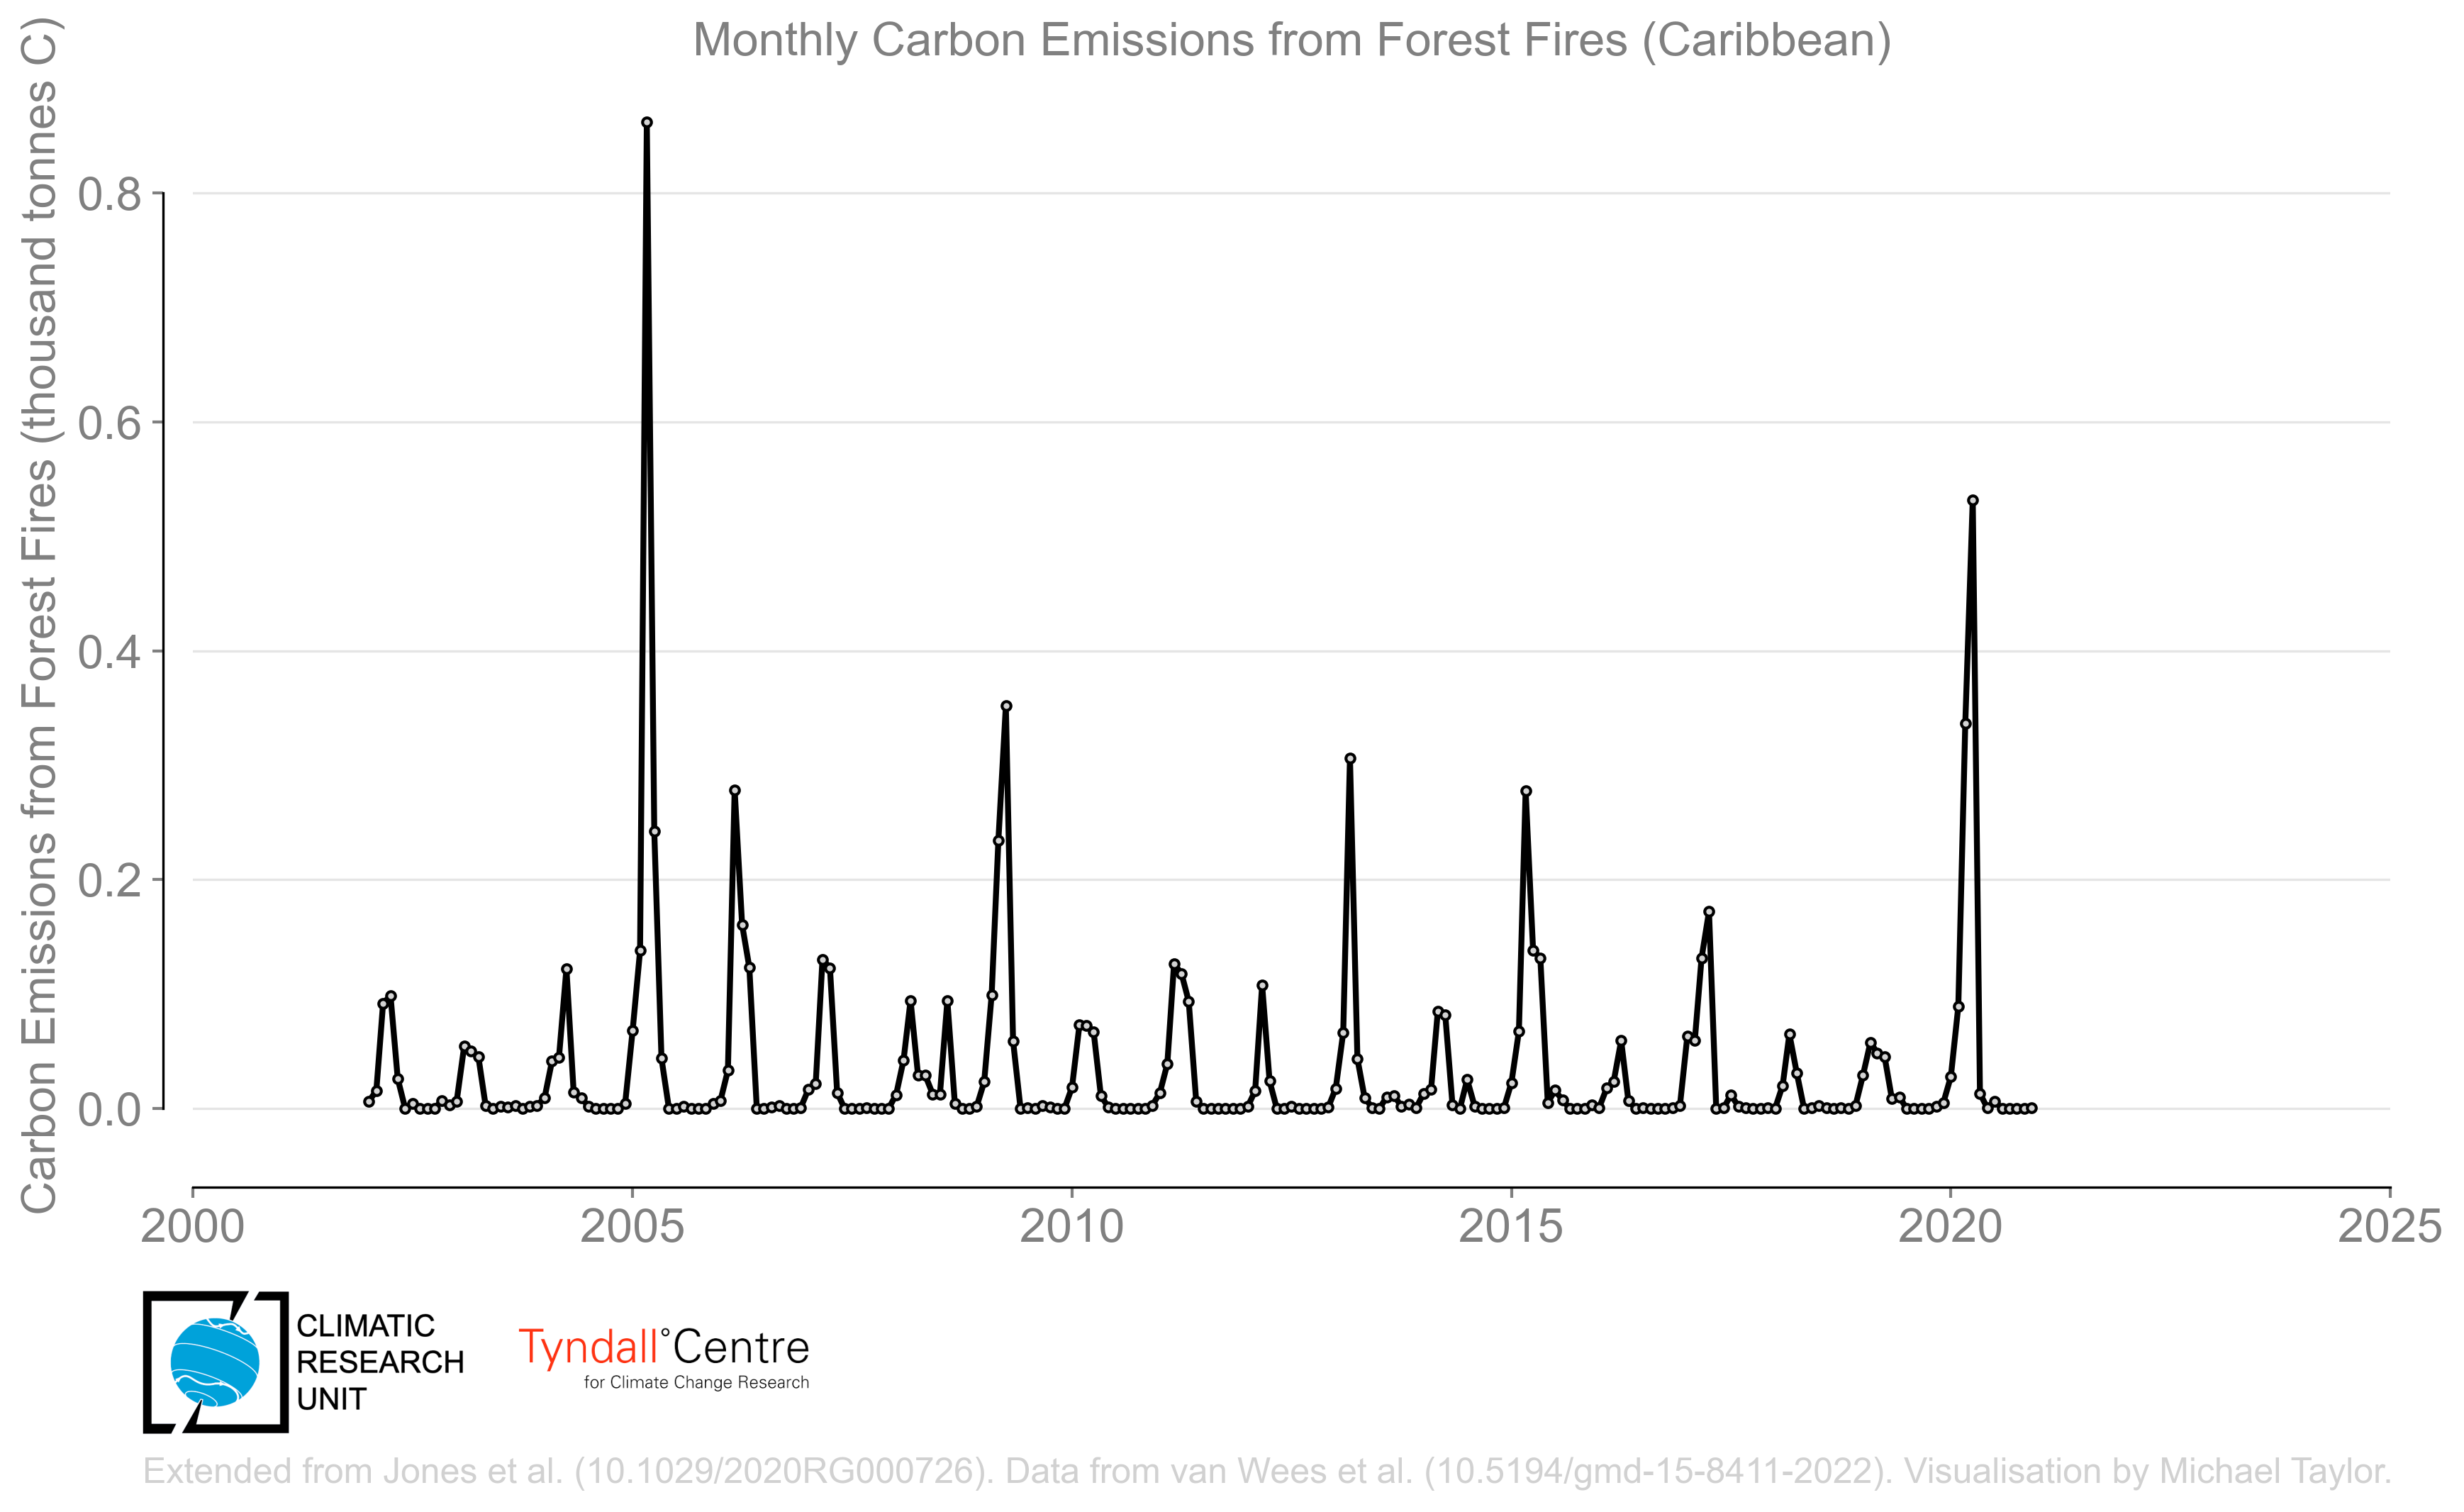 Monthly Carbon Emissions from Forest Fires (Caribbean)
Carbon Emissions from Forest Fires (thousand tonnes C)
0.8
0.6
0.4
0.2
0.0
2000
2005
2010
2015
2020
2025
CLIMATIC
RESEARCH
UNIT
Tyndall°Centre
for Climate Change Research
Extended from Jones et al. (10.1029/2020RG000726). Data from van Wees et al. (10.5194/gmd-15-8411-2022). Visualisation by Michael Taylor.